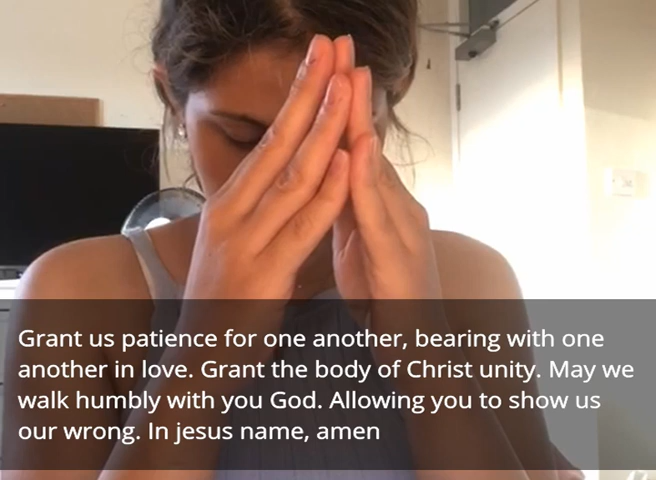 Grant us patience for one another, bearing with one
another in love. Grant the body of Christ unity. May we
walk humbly with you God. Allowing you to show us
our wrong. In jesus name, amen